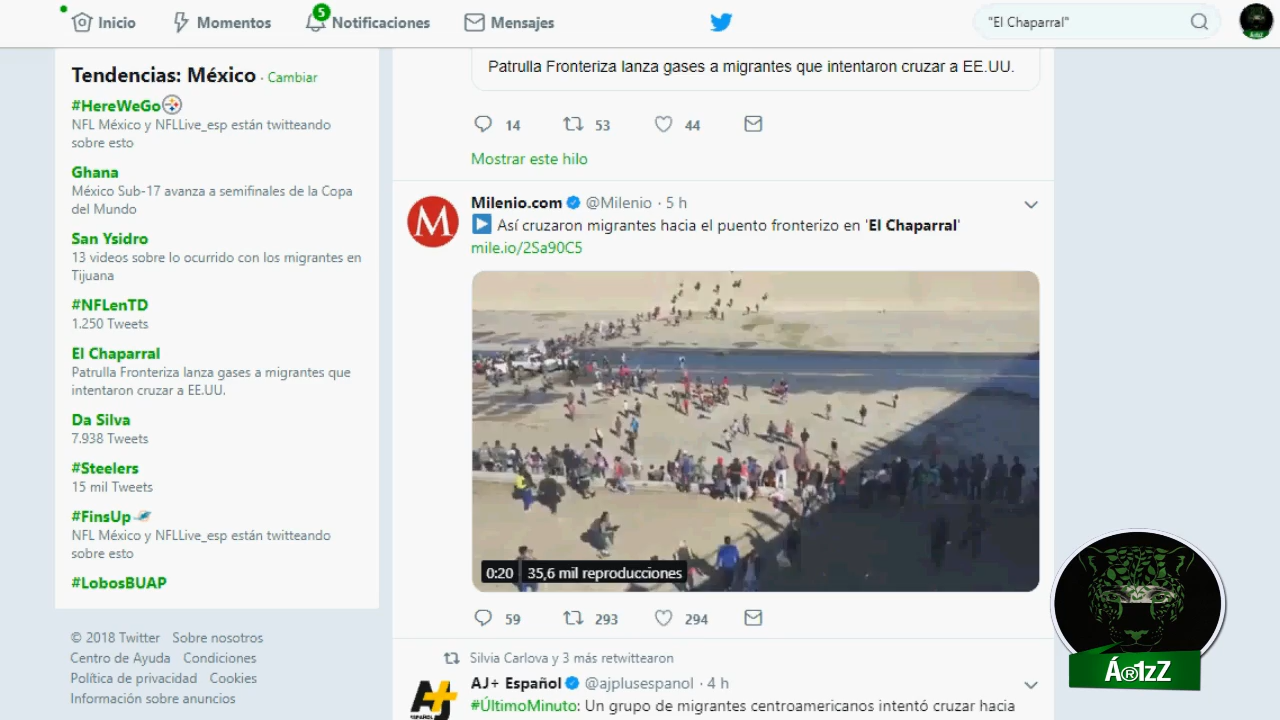 Inicio
Momentos
5
Notificaciones
Mensajes
"El Chaparral"
Tendencias: México · Cambiar
#HereWeGo
NFL México y NFLLive_esp están twitteando
sobre esto
Ghana
México Sub-17 avanza a semifinales de la Copa
del Mundo
San Ysidro
13 videos sobre lo ocurrido con los migrantes en
Tijuana
#NFLenTD
1.250 Tweets
El Chaparral
Patrulla Fronteriza lanza gases a migrantes que
intentaron cruzar a EE.UU.
Da Silva
7.938 Tweets
#Steelers
15 mil Tweets
#FinsUp
NFL México y NFLLive_esp están twitteando
sobre esto
#LobosBUAP
© 2018 Twitter Sobre nosotros
Centro de Ayuda Condiciones
Política de privacidad Cookies
Información sobre anuncios
Patrulla Fronteriza lanza gases a migrantes que intentaron cruzar a EE.UU.
14 53 44
Mostrar este hilo
Milenio.com @Milenio · 5 h
Así cruzaron migrantes hacia el puento fronterizo en 'El Chaparral'
mile.io/2Sa90C5
0:20 35,6 mil reproducciones
59 293 294
Silvia Carlova y 3 más retwittearon
AJ+ Español @ajplusespanol · 4 h
#ÚltimoMinuto: Un grupo de migrantes centroamericanos intentó cruzar hacia
Á®1zZ